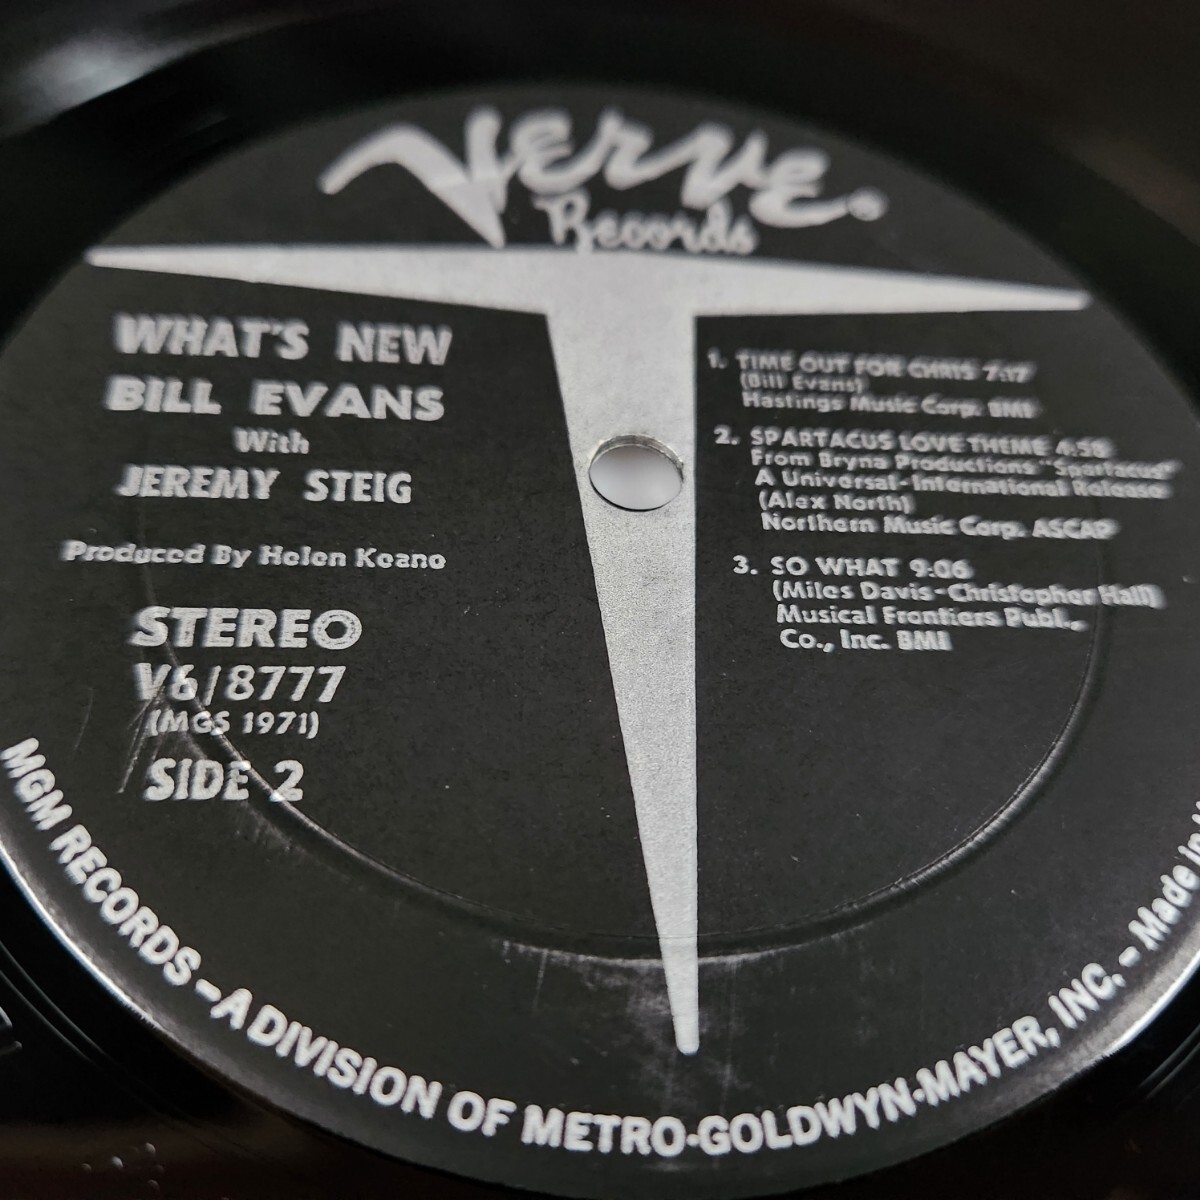 Verve
Records
WHAT'S NEW
BILL EVANS
With
JEREMY STEIG
Produced By Helen Keane
STEREO
V6/8777
(MGS 1971)
SIDE 2
1. TIME OUT FOR CHRIS 7:17
(Bill Evans)
Hastings Music Corp. BMI
2. SPARTACUS LOVE THEME 4:58
From Bryna Productions "Spartacus"
A Universal-International Release
(Alex North)
Northern Music Corp. ASCAP
3. SO WHAT 9:06
(Miles Davis-Christopher Hall)
Musical Frontiers Publ.,
Co., Inc. BMI
MGM RECORDS – A DIVISION OF METRO-GOLDWYN-MAYER, INC. – Made in